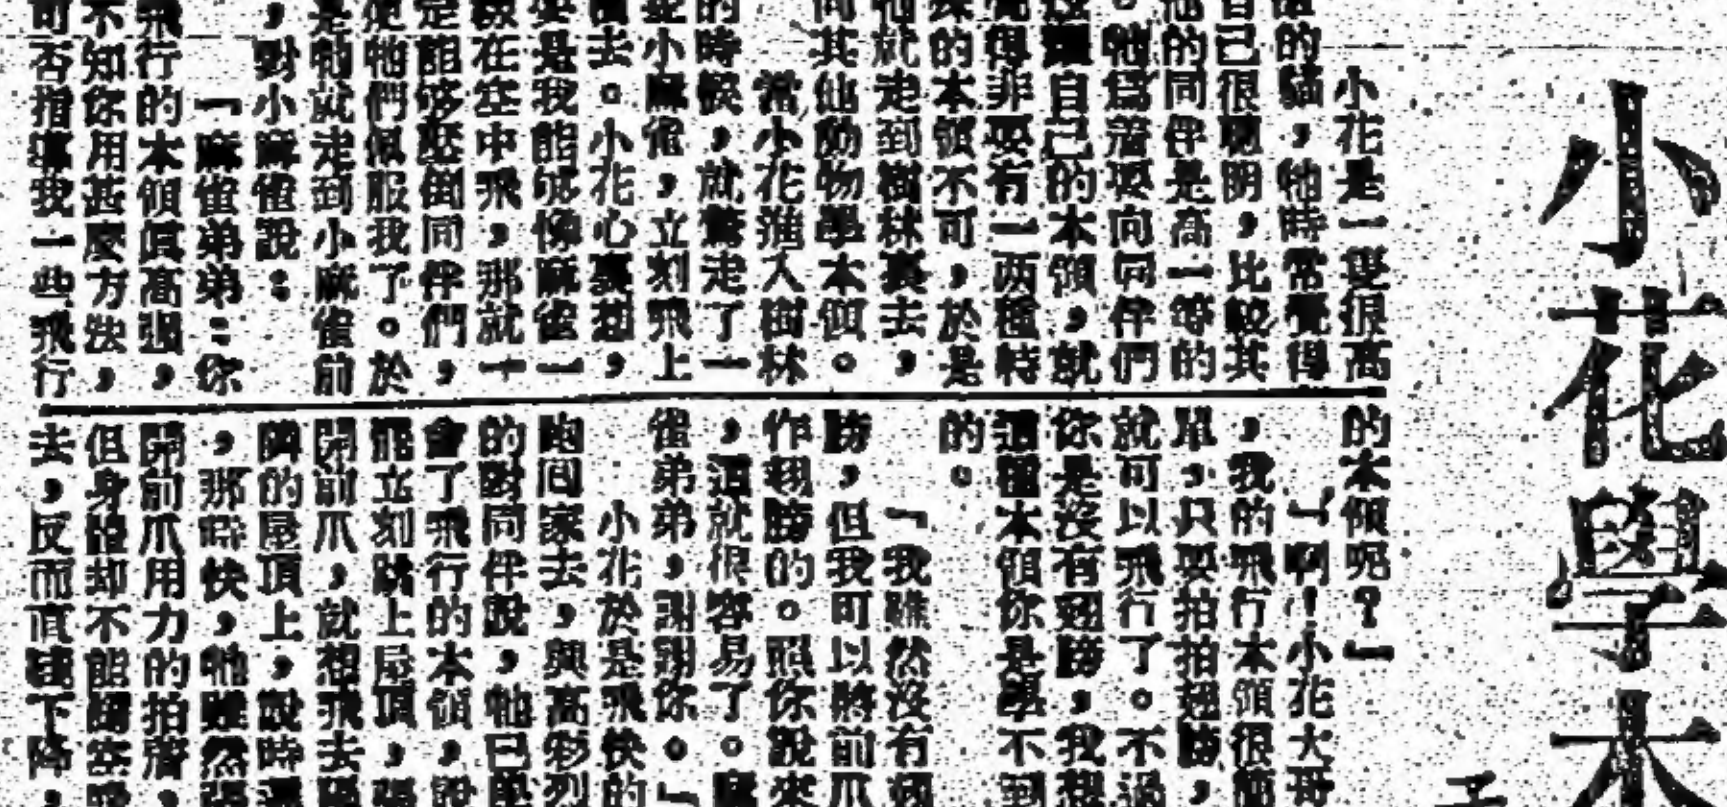 小花學本
小花是一隻很高
的貓，牠時常覺得
自己很聰明，比較其
他的同伴是高一等的
。牠爲着要向同伴們
自己的本領，就
覺得非要有一两種特
殊的本領不可，於是
他就走到樹林裏去，
向其他動物學本領。
當小花進入樹林
的時候，就驚走了一
小麻雀，立刻飛上
去。小花心裏想，
要是我能够像麻雀一
樣在空中飛，那就一
定能够壓倒同伴們，
使牠們佩服我了。於
是牠就走到小麻雀前
，對小麻雀說：
「麻雀弟弟：你
飛行的本領眞高强，
不知你用甚麼方法，
可否指導我一些飛行
的本領呢？」
「啊！小花大哥
，我的飛行本領很簡
單，只要拍拍翅膀，
就可以飛行了。不過
你是沒有翅膀，我想
這種本領你是學不到
的。
「我雖然沒有翅
膀，但我可以將前爪
作翅膀的。照你說來
，這就很容易了。麻
雀弟弟，謝謝你。」
小花於是飛快的
跑回家去，興高彩烈
的對同伴說，牠已學
會了飛行的本領，說
能立刻跳上屋頂，張
開前爪，就想飛去隔
隣的屋頂上，說時遲
，那時快，牠雖然張
開前爪用力的拍着，
但身體却不能騰空
去，反而直綫下降，